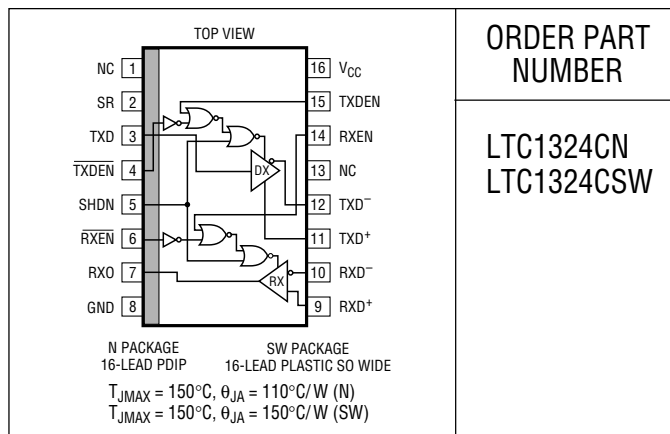 TOP VIEW
NC 1
SR 2
TXD 3
TXDEN 4
SHDN 5
RXEN 6
RXO 7
GND 8
16 VCC
15 TXDEN
14 RXEN
13 NC
12 TXD–
11 TXD+
10 RXD–
9 RXD+
DX
RX
N PACKAGE
16-LEAD PDIP
SW PACKAGE
16-LEAD PLASTIC SO WIDE
TJMAX = 150°C, θJA = 110°C/W (N)
TJMAX = 150°C, θJA = 150°C/W (SW)
ORDER PART
NUMBER
LTC1324CN
LTC1324CSW